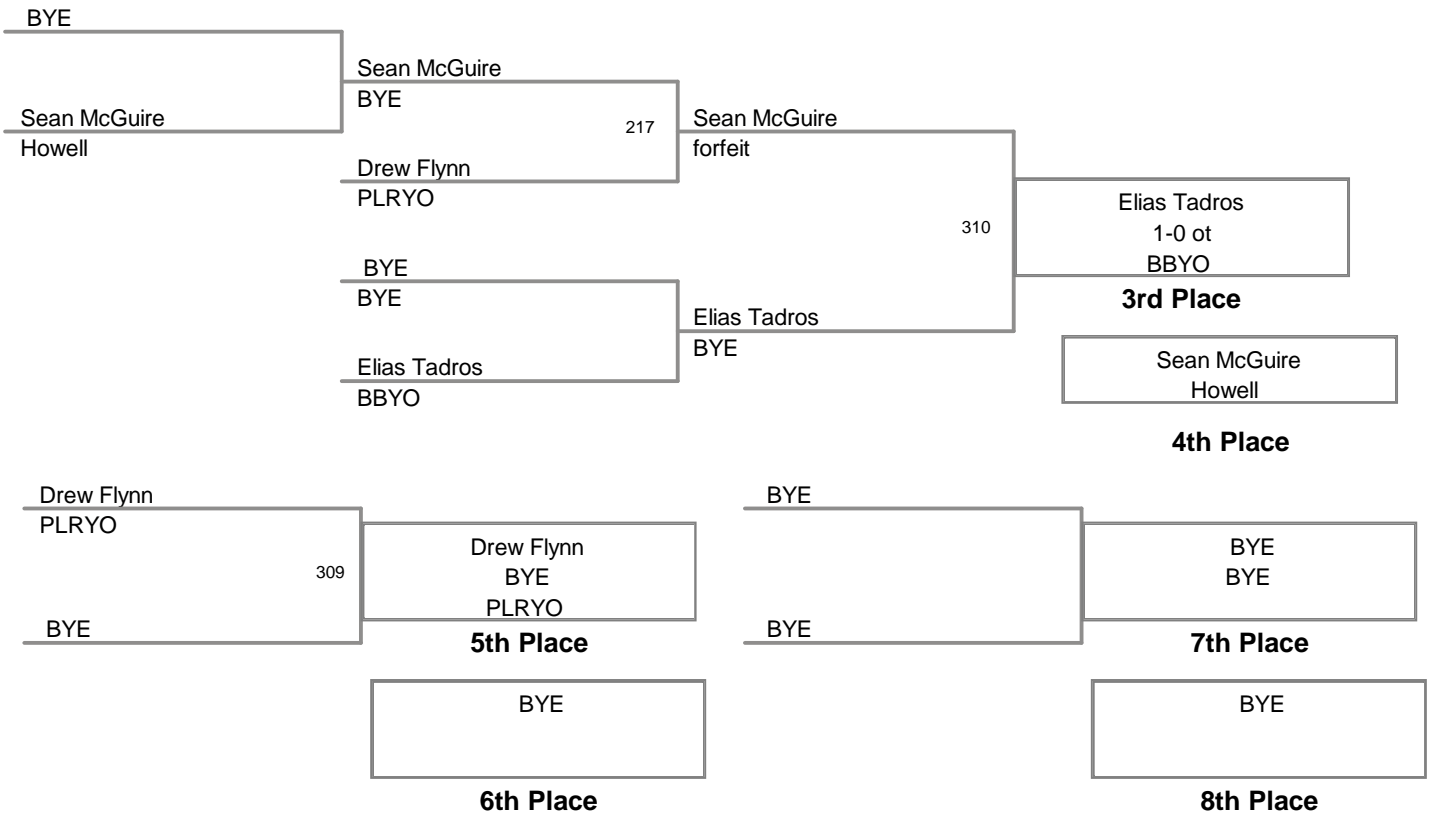 BYE
Sean McGuire
Howell
Sean McGuire
BYE
217
Drew Flynn
PLRYO
BYE
BYE
Elias Tadros
BBYO
Sean McGuire
forfeit
310
Elias Tadros
BYE
Elias Tadros
1-0 ot
BBYO
3rd Place
Sean McGuire
Howell
4th Place
Drew Flynn
PLRYO
309
BYE
Drew Flynn
BYE
PLRYO
5th Place
BYE
6th Place
BYE
BYE
BYE
BYE
7th Place
BYE
8th Place